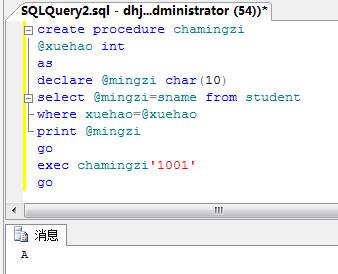 SQLQuery2.sql - dhj...dministrator (54))*
create procedure chamingzi
@xuehao int
as
declare @mingzi char(10)
select @mingzi=sname from student
where xuehao=@xuehao
print @mingzi
go
exec chamingzi'1001'
go
消息
A